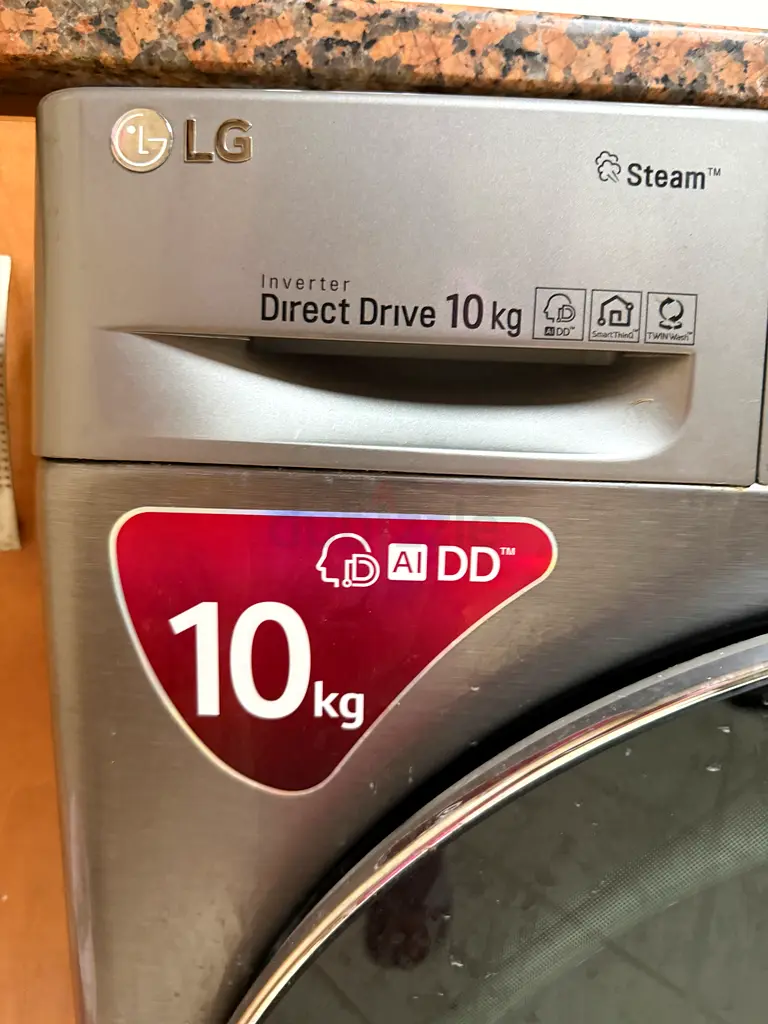 LG
Steam™
Inverter
Direct Drive 10 kg
AI DD™
SmartThinQ™
TWINWash™
AI DD™
10kg